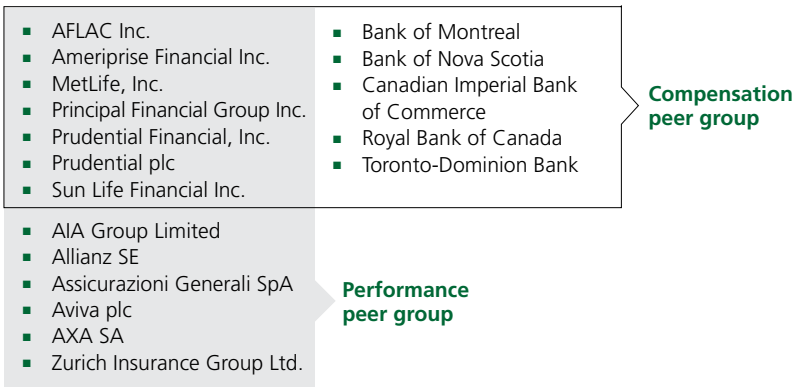 ▪ AFLAC Inc.
▪ Ameriprise Financial Inc.
▪ MetLife, Inc.
▪ Principal Financial Group Inc.
▪ Prudential Financial, Inc.
▪ Prudential plc
▪ Sun Life Financial Inc.
▪ Bank of Montreal
▪ Bank of Nova Scotia
▪ Canadian Imperial Bank
of Commerce
▪ Royal Bank of Canada
▪ Toronto-Dominion Bank
Compensation
peer group
▪ AIA Group Limited
▪ Allianz SE
▪ Assicurazioni Generali SpA
▪ Aviva plc
▪ AXA SA
▪ Zurich Insurance Group Ltd.
Performance
peer group